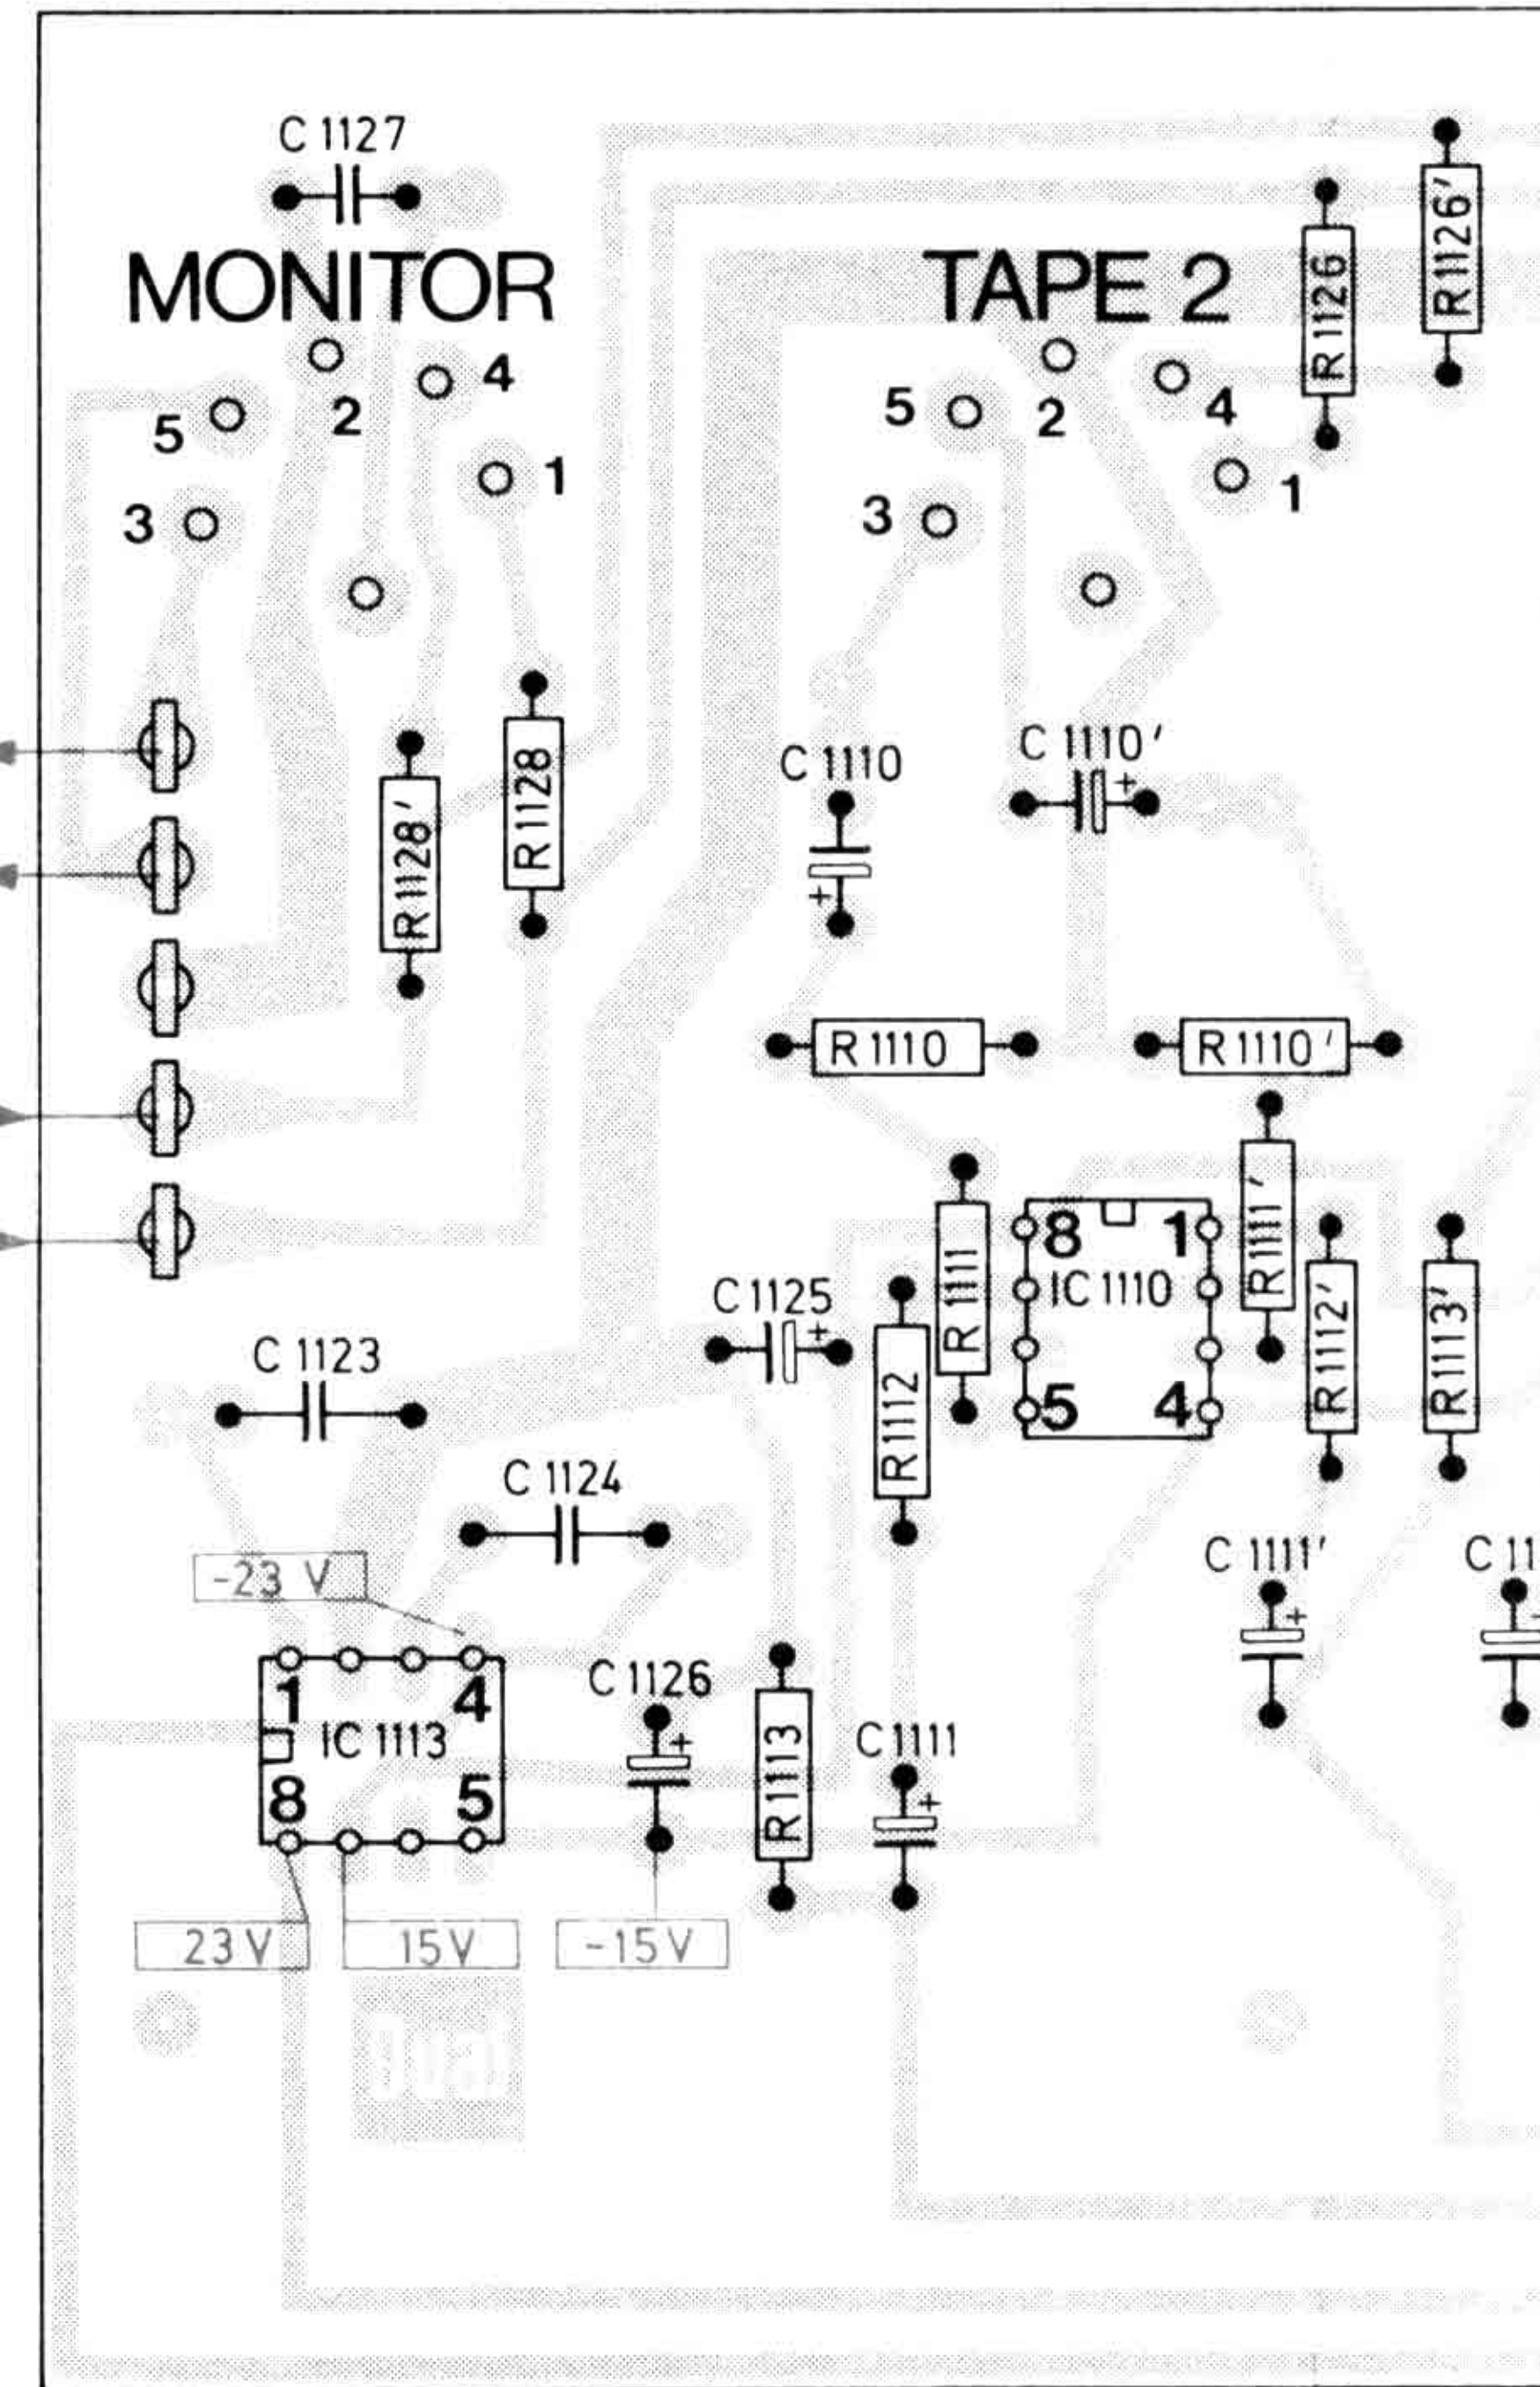 C 1127
R 1126'
R 1126
MONITOR
TAPE 2
5 2 4 1 3
5 2 4 1 3
C 1110
C 1110'
R 1128'
R 1128
R 1110
R 1110'
8 1
IC 1110
5 4
R 1111
R 1111'
R 1112'
R 1113'
C 1125
R 1112
C 1123
C 1124
C 1111'
C 11
-23 V
1 4
IC 1113
8 5
C 1126
R 1113
C 1111
23 V
15 V
-15 V
Dual